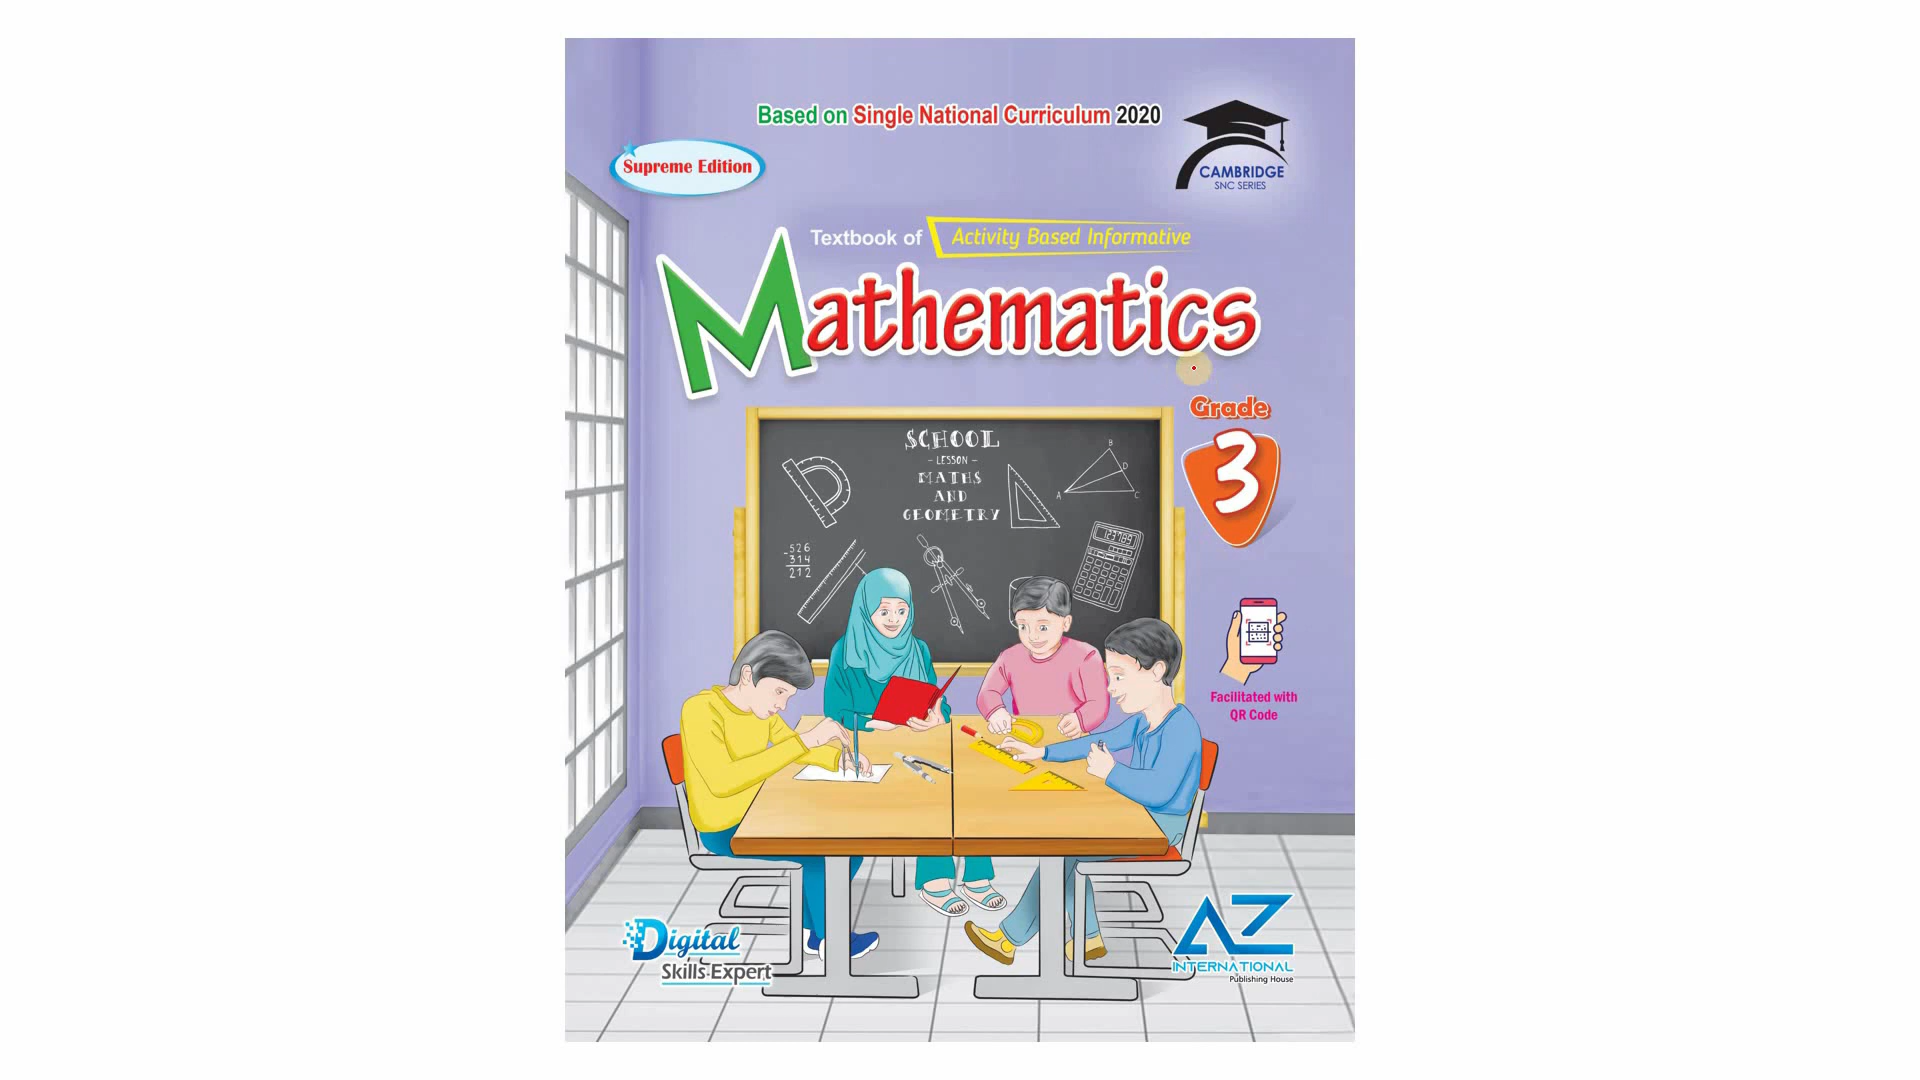 Based on Single National Curriculum 2020
Supreme Edition
CAMBRIDGE
SNC SERIES
Textbook of Activity Based Informative
Mathematics
Grade
3
SCHOOL
- LESSON -
MATHS
AND
GEOMETRY
B
D
A
C
123789
-526
314
212
Facilitated with
QR Code
Digital
Skills Expert
AZ
INTERNATIONAL
Publishing House